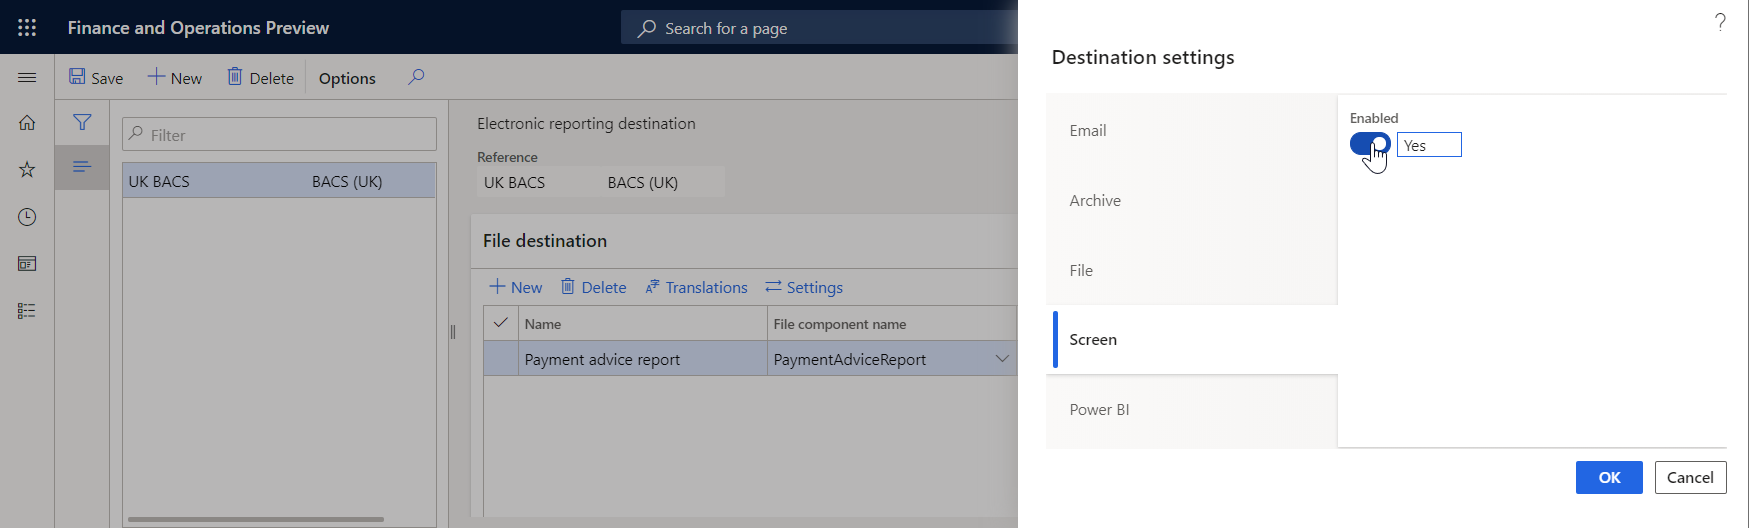 Finance and Operations Preview
Search for a page
?
Save
New
Delete
Options
Filter
UK BACS BACS (UK)
Electronic reporting destination
Reference
UK BACS BACS (UK)
File destination
New
Delete
Translations
Settings
Name File component name
Payment advice report PaymentAdviceReport
Destination settings
Email
Archive
File
Screen
Power BI
Enabled
Yes
OK
Cancel